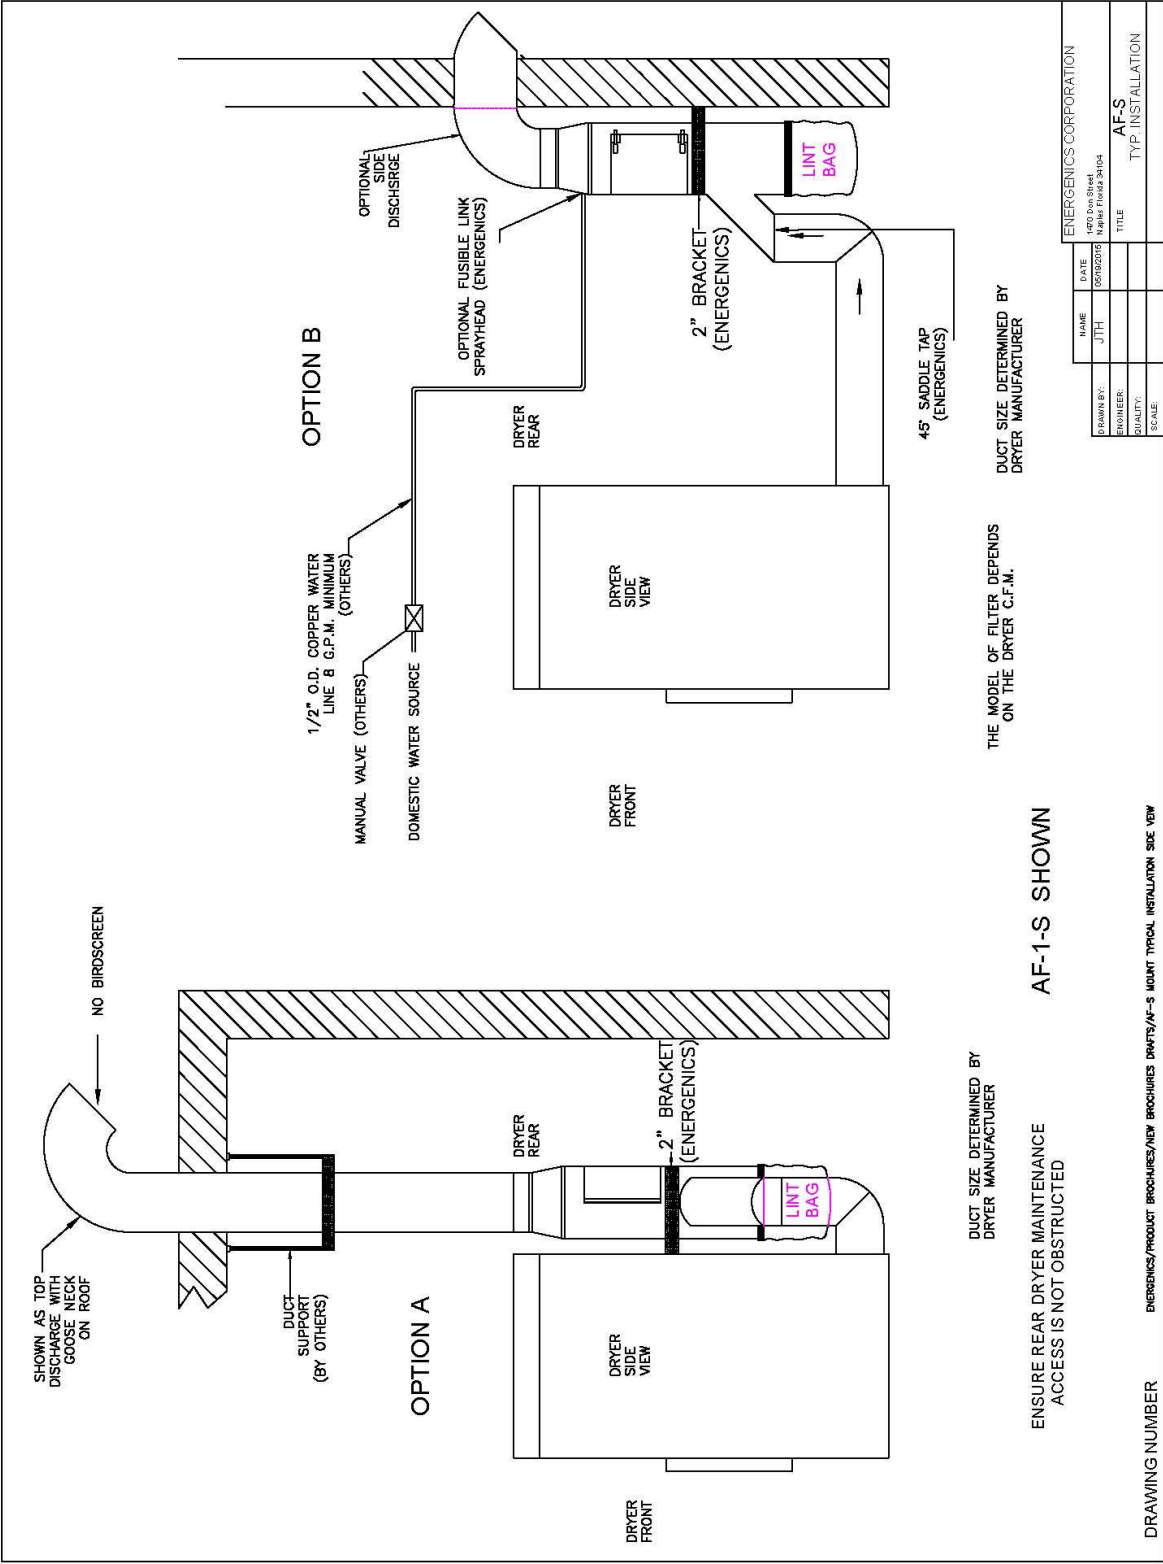 SHOWN AS TOP
DISCHARGE WITH
GOOSE NECK
ON ROOF
NO BIRDSCREEN
DUCT
SUPPORT
(BY OTHERS)
OPTION A
DRYER
REAR
2" BRACKET
(ENERGENICS)
DRYER
SIDE
VIEW
LINT
BAG
DRYER
FRONT
DUCT SIZE DETERMINED BY
DRYER MANUFACTURER
ENSURE REAR DRYER MAINTENANCE
ACCESS IS NOT OBSTRUCTED
AF-1-S SHOWN
OPTION B
OPTIONAL
SIDE
DISCHSRGE
OPTIONAL FUSIBLE LINK
SPRAYHEAD (ENERGENICS)
1/2" O.D. COPPER WATER
LINE 8 G.P.M. MINIMUM
(OTHERS)
MANUAL VALVE (OTHERS)
DOMESTIC WATER SOURCE
DRYER
REAR
2" BRACKET
(ENERGENICS)
LINT
BAG
DRYER
SIDE
VIEW
DRYER
FRONT
45° SADDLE TAP
(ENERGENICS)
DUCT SIZE DETERMINED BY
DRYER MANUFACTURER
THE MODEL OF FILTER DEPENDS
ON THE DRYER C.F.M.
DRAWING NUMBER
ENERGENICS/PRODUCT BROCHURES/NEW BROCHURES DRAFTS/AF-S MOUNT TYPICAL INSTALLATION SIDE VIEW
NAME DATE
DRAWN BY: JTH 05/19/2015
ENGINEER:
QUALITY:
SCALE:
ENERGENICS CORPORATION
1470 Don Street
Naples Florida 34104
TITLE
AF-S
TYP. INSTALLATION